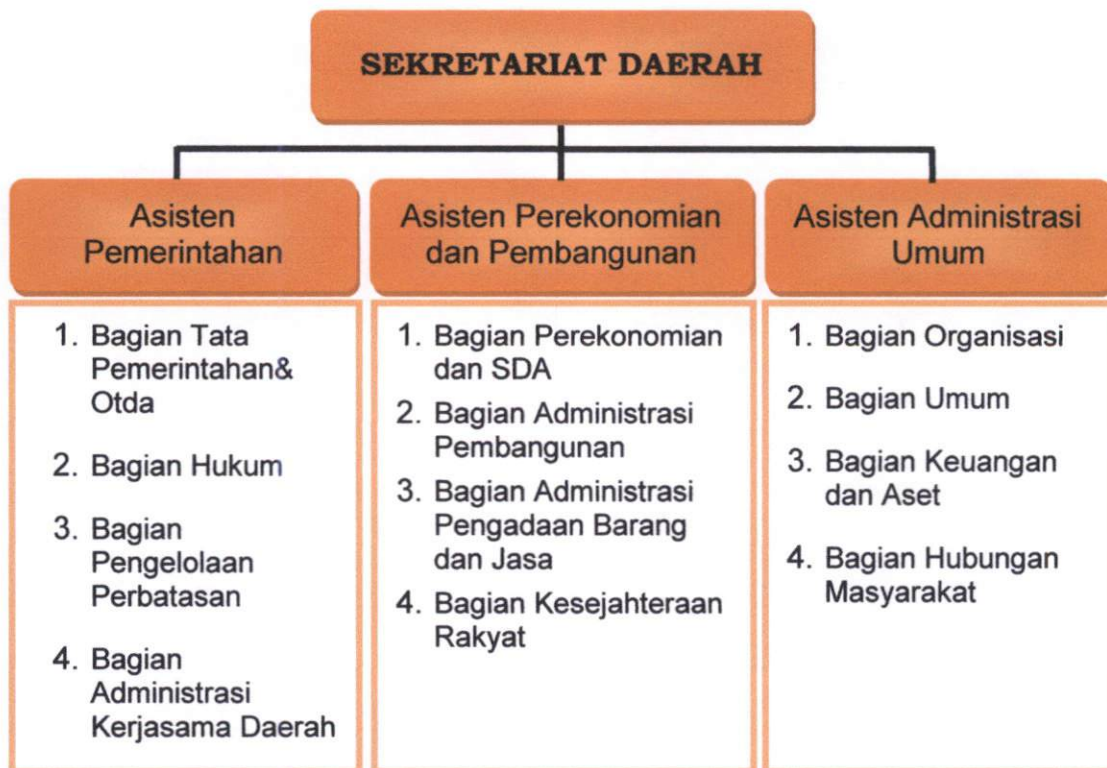 SEKRETARIAT DAERAH
Asisten
Pemerintahan
1. Bagian Tata
Pemerintahan&
Otda
2. Bagian Hukum
3. Bagian
Pengelolaan
Perbatasan
4. Bagian
Administrasi
Kerjasama Daerah
Asisten Perekonomian
dan Pembangunan
1. Bagian Perekonomian
dan SDA
2. Bagian Administrasi
Pembangunan
3. Bagian Administrasi
Pengadaan Barang
dan Jasa
4. Bagian Kesejahteraan
Rakyat
Asisten Administrasi
Umum
1. Bagian Organisasi
2. Bagian Umum
3. Bagian Keuangan
dan Aset
4. Bagian Hubungan
Masyarakat